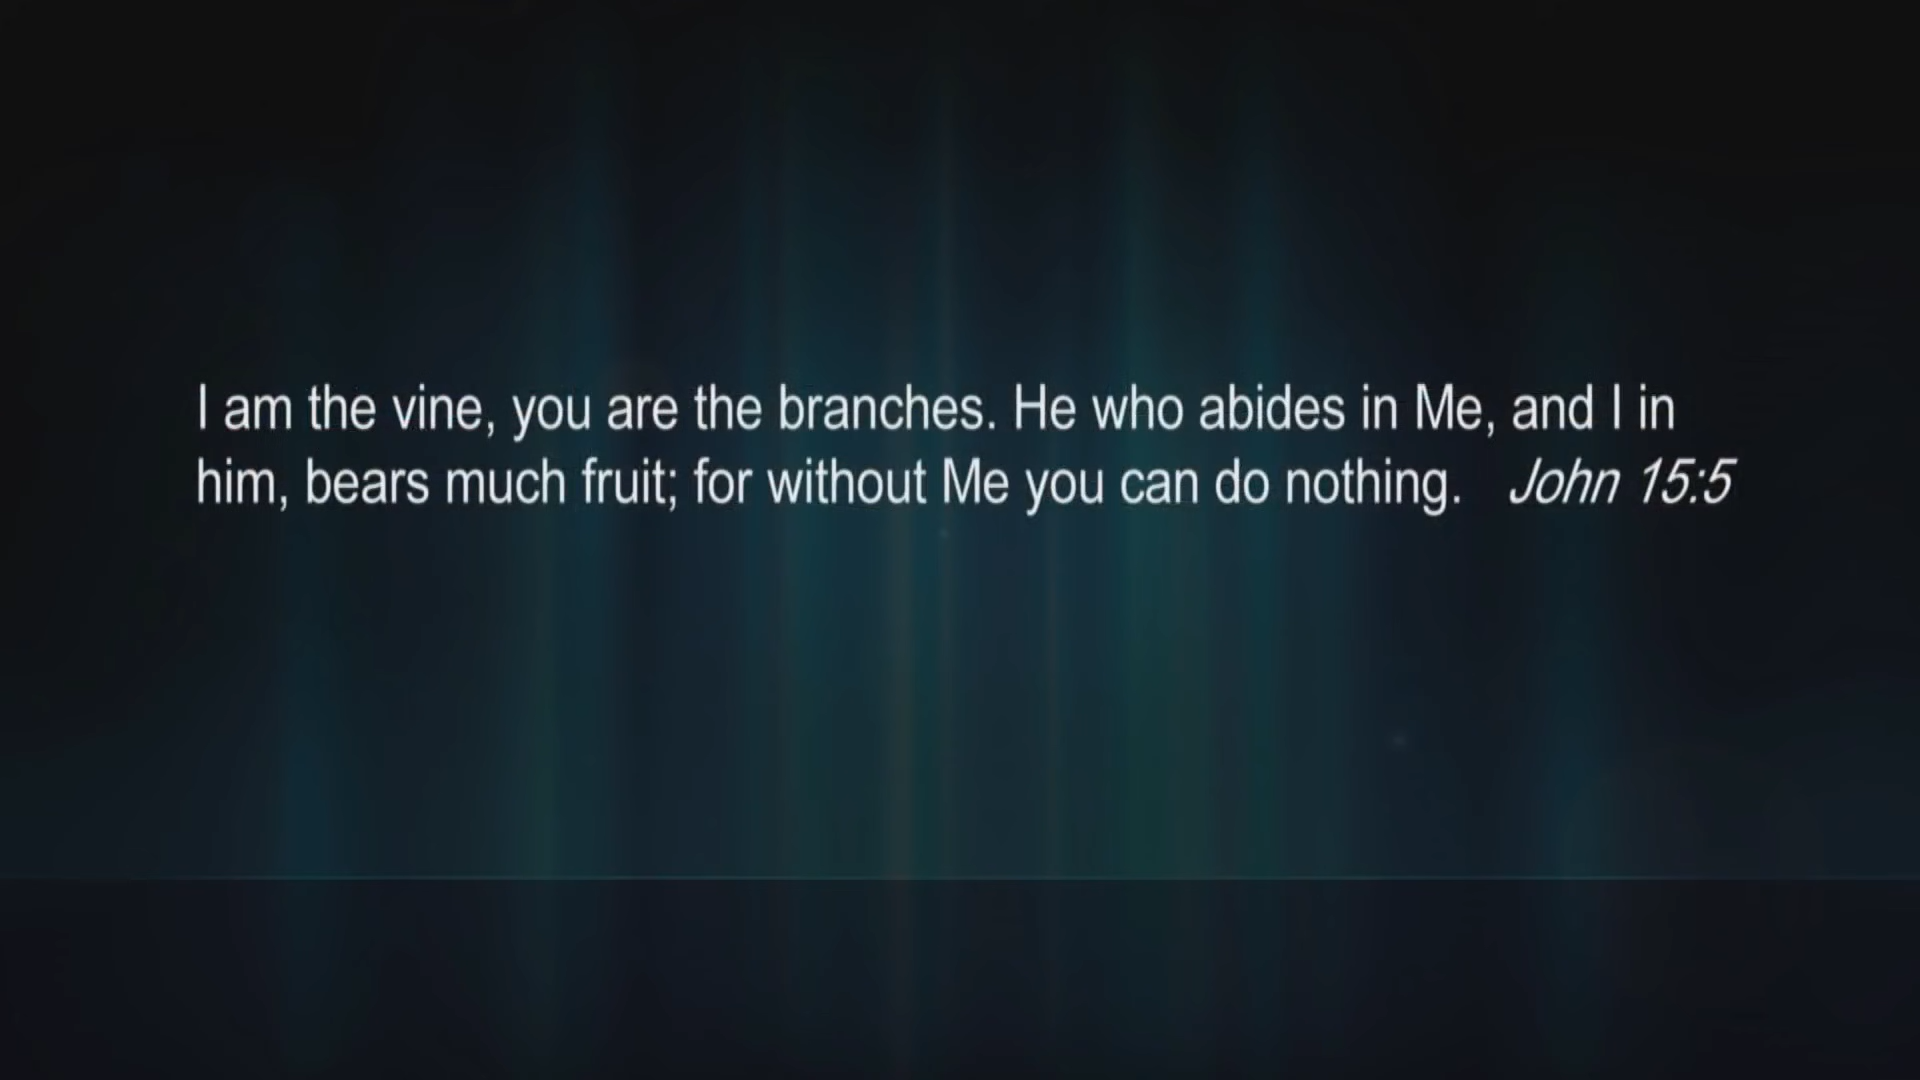 I am the vine, you are the branches. He who abides in Me, and I in
him, bears much fruit; for without Me you can do nothing. John 15:5